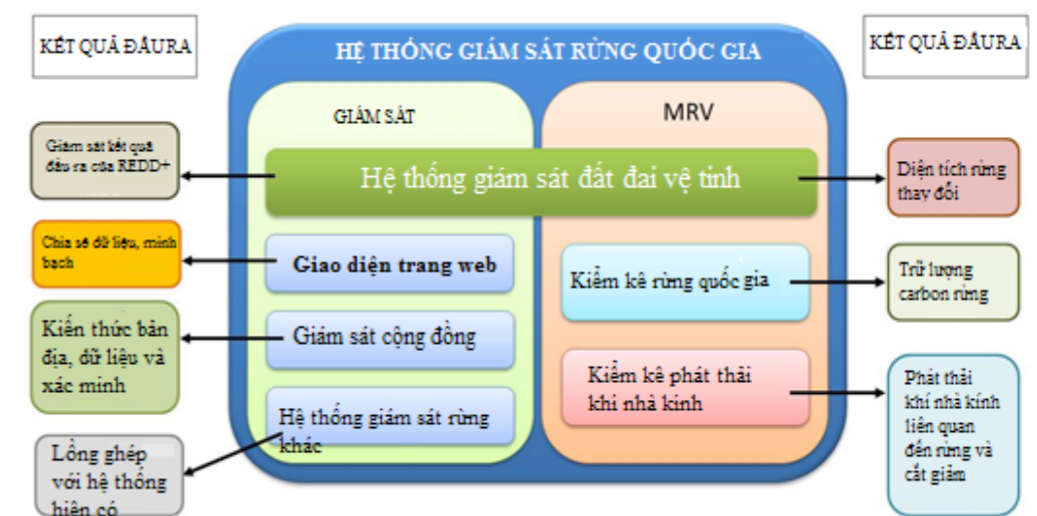 KẾT QUẢ ĐẦURA
HỆ THỐNG GIÁM SÁT RỪNG QUỐC GIA
KẾT QUẢ ĐẦURA
GIÁM SÁT
MRV
Giám sát kết quả
đầu ra của REDD+
Hệ thống giám sát đất đai vệ tinh
Diện tích rừng
thay đổi
Chia sẻ dữ liệu, minh
bạch
Giao diện trang web
Kiểm kê rừng quốc gia
Trữ lượng
carbon rừng
Kiến thức bản
địa, dữ liệu và
xác minh
Giám sát cộng đồng
Kiểm kê phát thải
khi nhà kinh
Phát thải
khí nhà kính
liên quan
đến rừng và
cắt giảm
Hệ thống giám sát rừng
khác
Lồng ghép
với hệ thống
hiện có